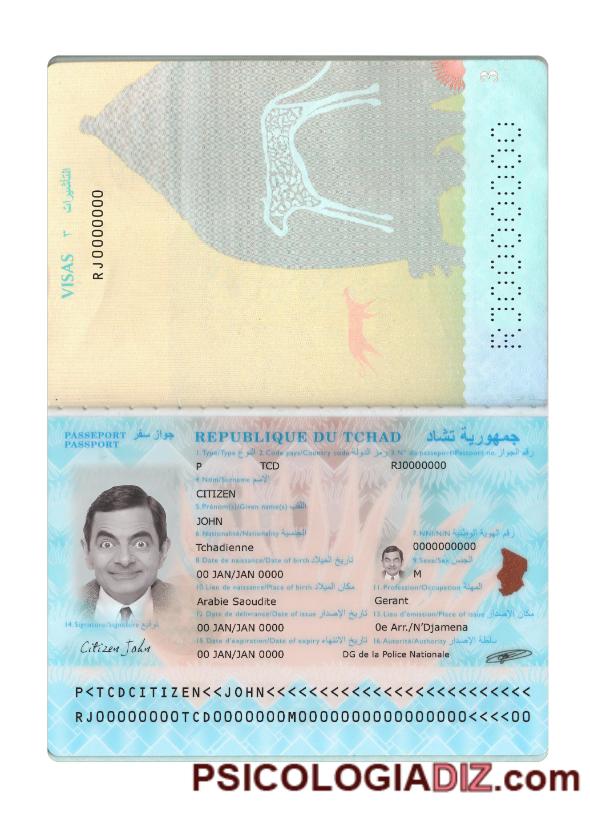 التأشيرات
VISAS ٣
RJ0000000
3
RJ0000000
PASSEPORT جواز سفر
PASSPORT
REPUBLIQUE DU TCHAD جمهورية تشاد
1.Type/Type النوع 2.Code pays/Country code رمز الدولة 3.N° de passeport/Passport no. رقم الجواز
P TCD RJ0000000
4.Nom/Surname الاسم
CITIZEN
5.Prénom(s)/Given name(s) اللقب
JOHN
6.Nationalité/Nationality الجنسية 7.NNI/NIN رقم الهوية الوطنية
Tchadienne 0000000000
8.Date de naissance/Date of birth تاريخ الميلاد 9.Sexe/Sex الجنس
00 JAN/JAN 0000 M
10.Lieu de naissance/Place of birth مكان الميلاد 11.Profession/Occupation المهنة
Arabie Saoudite Gerant
12.Date de délivrance/Date of issue تاريخ الإصدار 13.Lieu d'émission/Place of issue مكان الإصدار
00 JAN/JAN 0000 0e Arr./N'Djamena
14.Signature/signature توقيع صاحبه
15.Date d'expiration/Date of expiry تاريخ الانتهاء 16.Autorité/Authority سلطة الإصدار
Citizen John
00 JAN/JAN 0000 DG de la Police Nationale
P<TCDCITIZEN<<JOHN<<<<<<<<<<<<<<<<<<<<<<<<<<
RJ00000000TCD0000000M0000000000000000<<<<00
PSICOLOGIADIZ.com